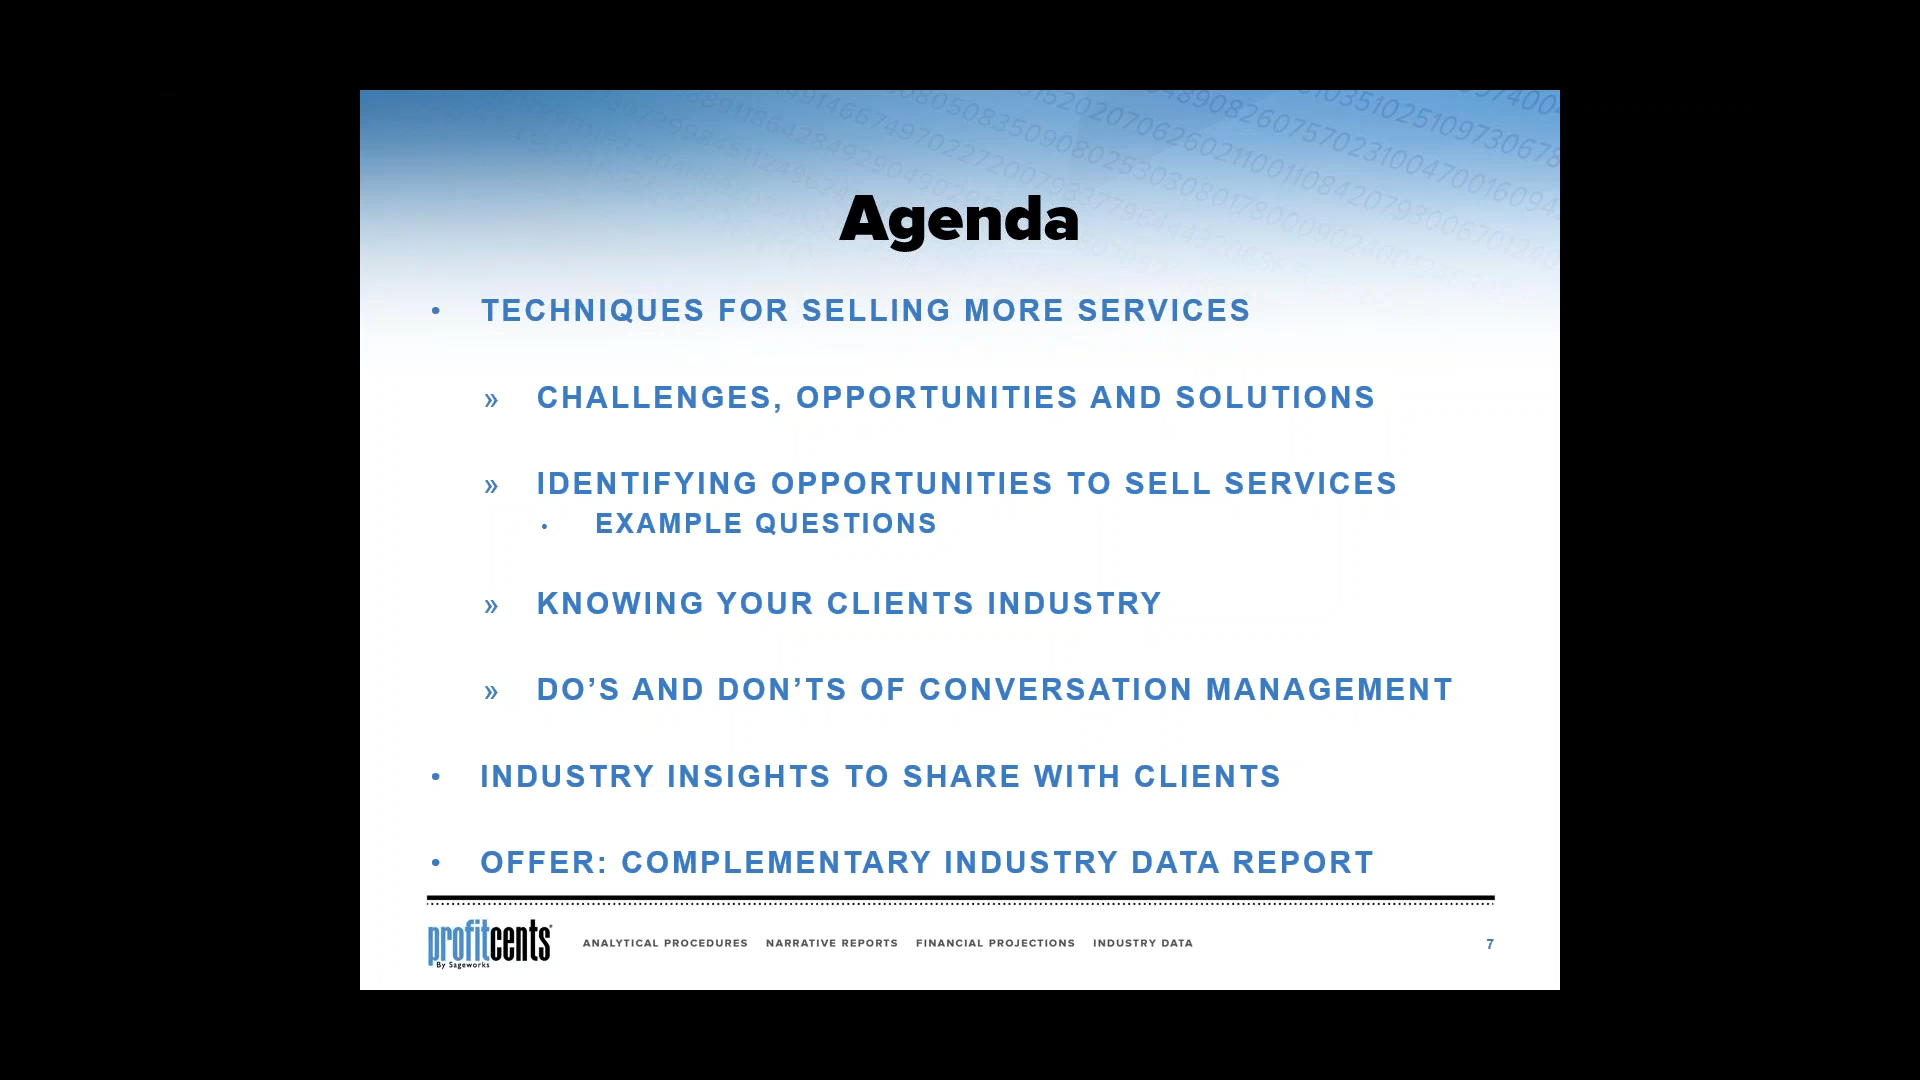 Agenda
• TECHNIQUES FOR SELLING MORE SERVICES
» CHALLENGES, OPPORTUNITIES AND SOLUTIONS
» IDENTIFYING OPPORTUNITIES TO SELL SERVICES
• EXAMPLE QUESTIONS
» KNOWING YOUR CLIENTS INDUSTRY
» DO’S AND DON’TS OF CONVERSATION MANAGEMENT
• INDUSTRY INSIGHTS TO SHARE WITH CLIENTS
• OFFER: COMPLEMENTARY INDUSTRY DATA REPORT
profitcents
By Sageworks
ANALYTICAL PROCEDURES NARRATIVE REPORTS FINANCIAL PROJECTIONS INDUSTRY DATA
7